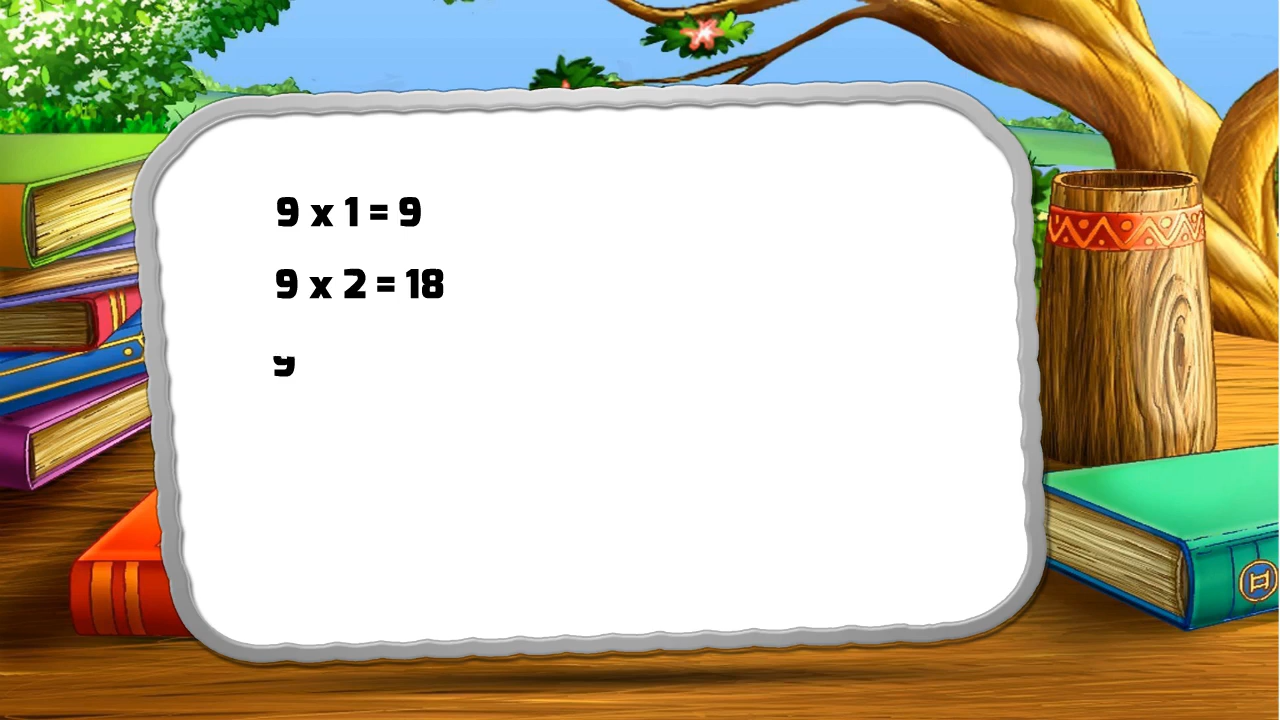 9 x 1 = 9
9 x 2 = 18
9